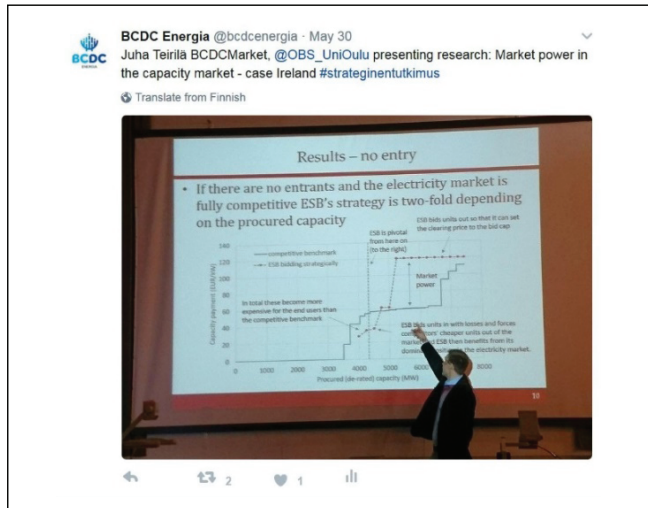 BCDC
ENERGIA
BCDC Energia @bcdcenergia · May 30
Juha Teirilä BCDCMarket, @OBS_UniOulu presenting research: Market power in
the capacity market - case Ireland #strateginentutkimus
Translate from Finnish
Results – no entry
• If there are no entrants and the electricity market is
fully competitive ESB's strategy is two-fold depending
on the procured capacity
ESB is pivotal
from here on
(to the right)
ESB bids units out so that it can set
the clearing price to the bid cap
competitive benchmark
ESB bidding strategically
Market
power
In total these became more
expensive for the end users than
the competitive benchmark
ESB bids units in with losses and forces
cheaper units out of the
ESB then benefits from its
the electricity market.
Capacity payment (EUR/kW)
140
120
100
80
60
40
20
0
0 1000 2000 3000 4000 5000 6000 8000
Procured (de-rated) capacity (MW)
2 1